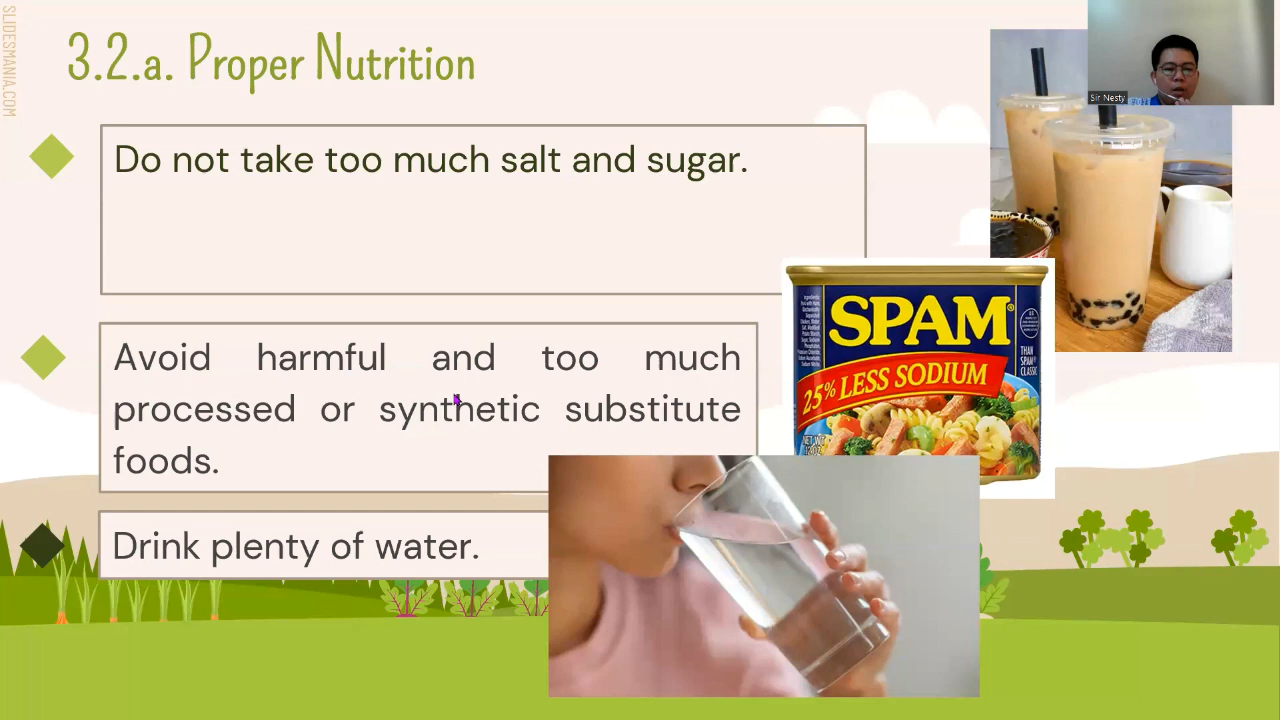 SLIDESMANIA.COM
3.2.a. Proper Nutrition
Sir Nesty
Do not take too much salt and sugar.
SPAM®
25% LESS SODIUM
THAN
SPAM
CLASSIC
NET WT
12 OZ
Avoid harmful and too much
processed or synthetic substitute
foods.
Drink plenty of water.